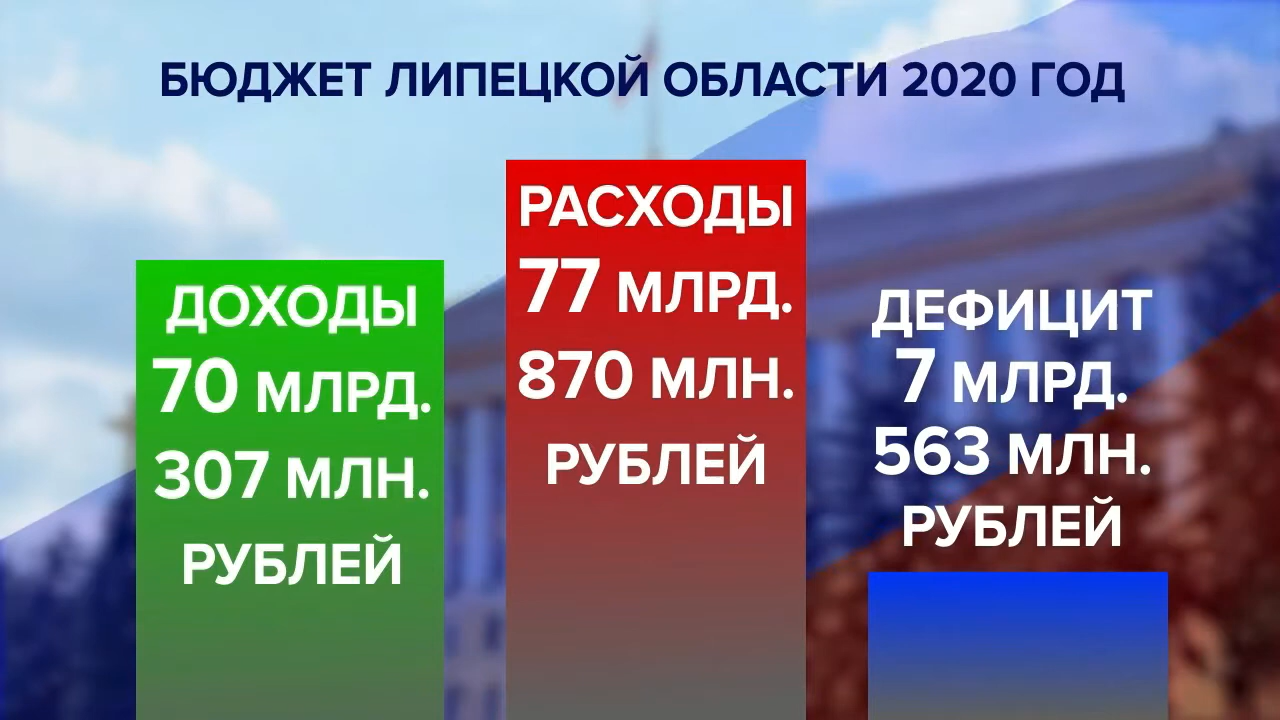 БЮДЖЕТ ЛИПЕЦКОЙ ОБЛАСТИ 2020 ГОД
ДОХОДЫ
70 МЛРД.
307 МЛН.
РУБЛЕЙ
РАСХОДЫ
77 МЛРД.
870 МЛН.
РУБЛЕЙ
ДЕФИЦИТ
7 МЛРД.
563 МЛН.
РУБЛЕЙ